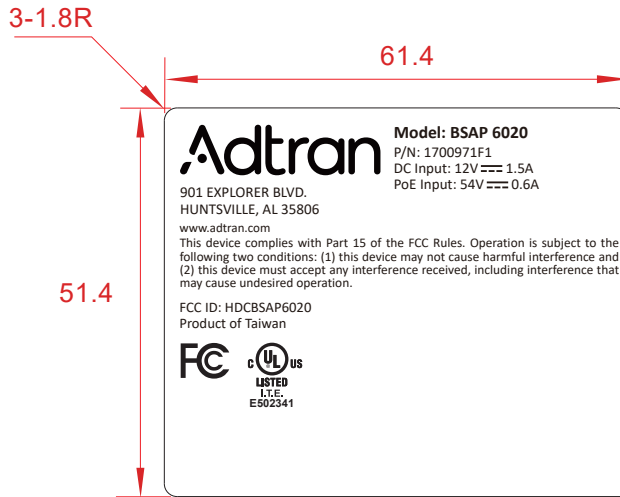 3-1.8R
61.4
51.4
Adtran
Model: BSAP 6020
P/N: 1700971F1
DC Input: 12V⎓1.5A
PoE Input: 54V⎓0.6A
901 EXPLORER BLVD.
HUNTSVILLE, AL 35806
www.adtran.com
This device complies with Part 15 of the FCC Rules. Operation is subject to the
following two conditions: (1) this device may not cause harmful interference and
(2) this device must accept any interference received, including interference that
may cause undesired operation.
FCC ID: HDCBSAP6020
Product of Taiwan
FC
C UL US
LISTED
I.T.E.
E502341